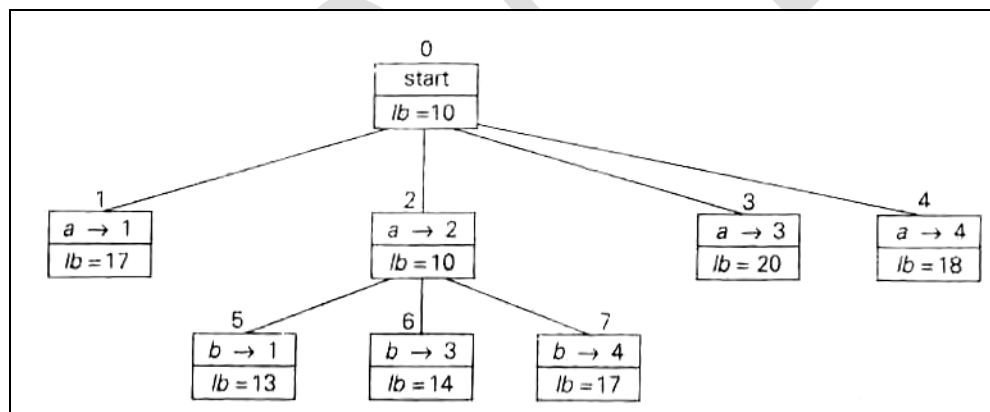 0
start
lb = 10
1 2 3 4
a → 1 a → 2 a → 3 a → 4
lb = 17 lb = 10 lb = 20 lb = 18
5 6 7
b → 1 b → 3 b → 4
lb = 13 lb = 14 lb = 17